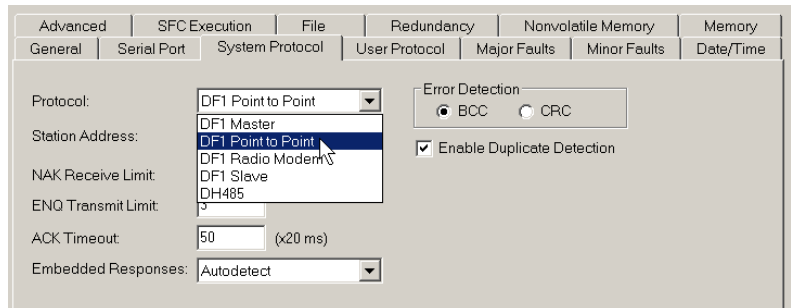 Advanced SFC Execution File Redundancy Nonvolatile Memory Memory
General Serial Port System Protocol User Protocol Major Faults Minor Faults Date/Time
Protocol: DF1 Point to Point
Error Detection
BCC CRC
DF1 Master
Station Address: DF1 Point to Point
Enable Duplicate Detection
DF1 Radio Modem
NAK Receive Limit: DF1 Slave
DH485
ENQ Transmit Limit: 3
ACK Timeout: 50 (x20 ms)
Embedded Responses: Autodetect